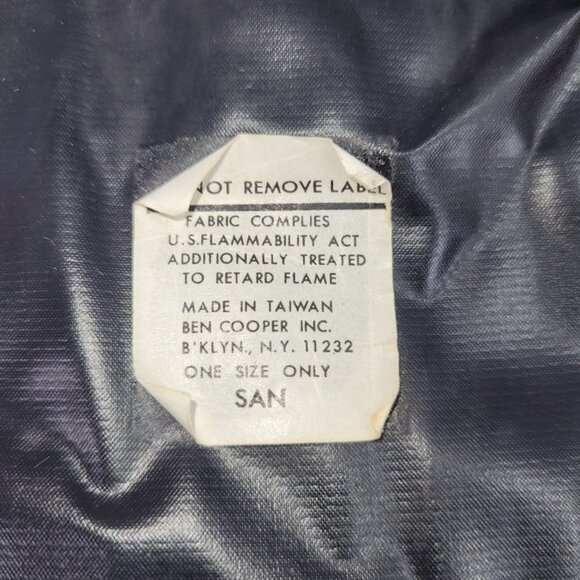 NOT REMOVE LABEL
FABRIC COMPLIES
U.S.FLAMMABILITY ACT
ADDITIONALLY TREATED
TO RETARD FLAME
MADE IN TAIWAN
BEN COOPER INC.
B'KLYN., N.Y. 11232
ONE SIZE ONLY
SAN